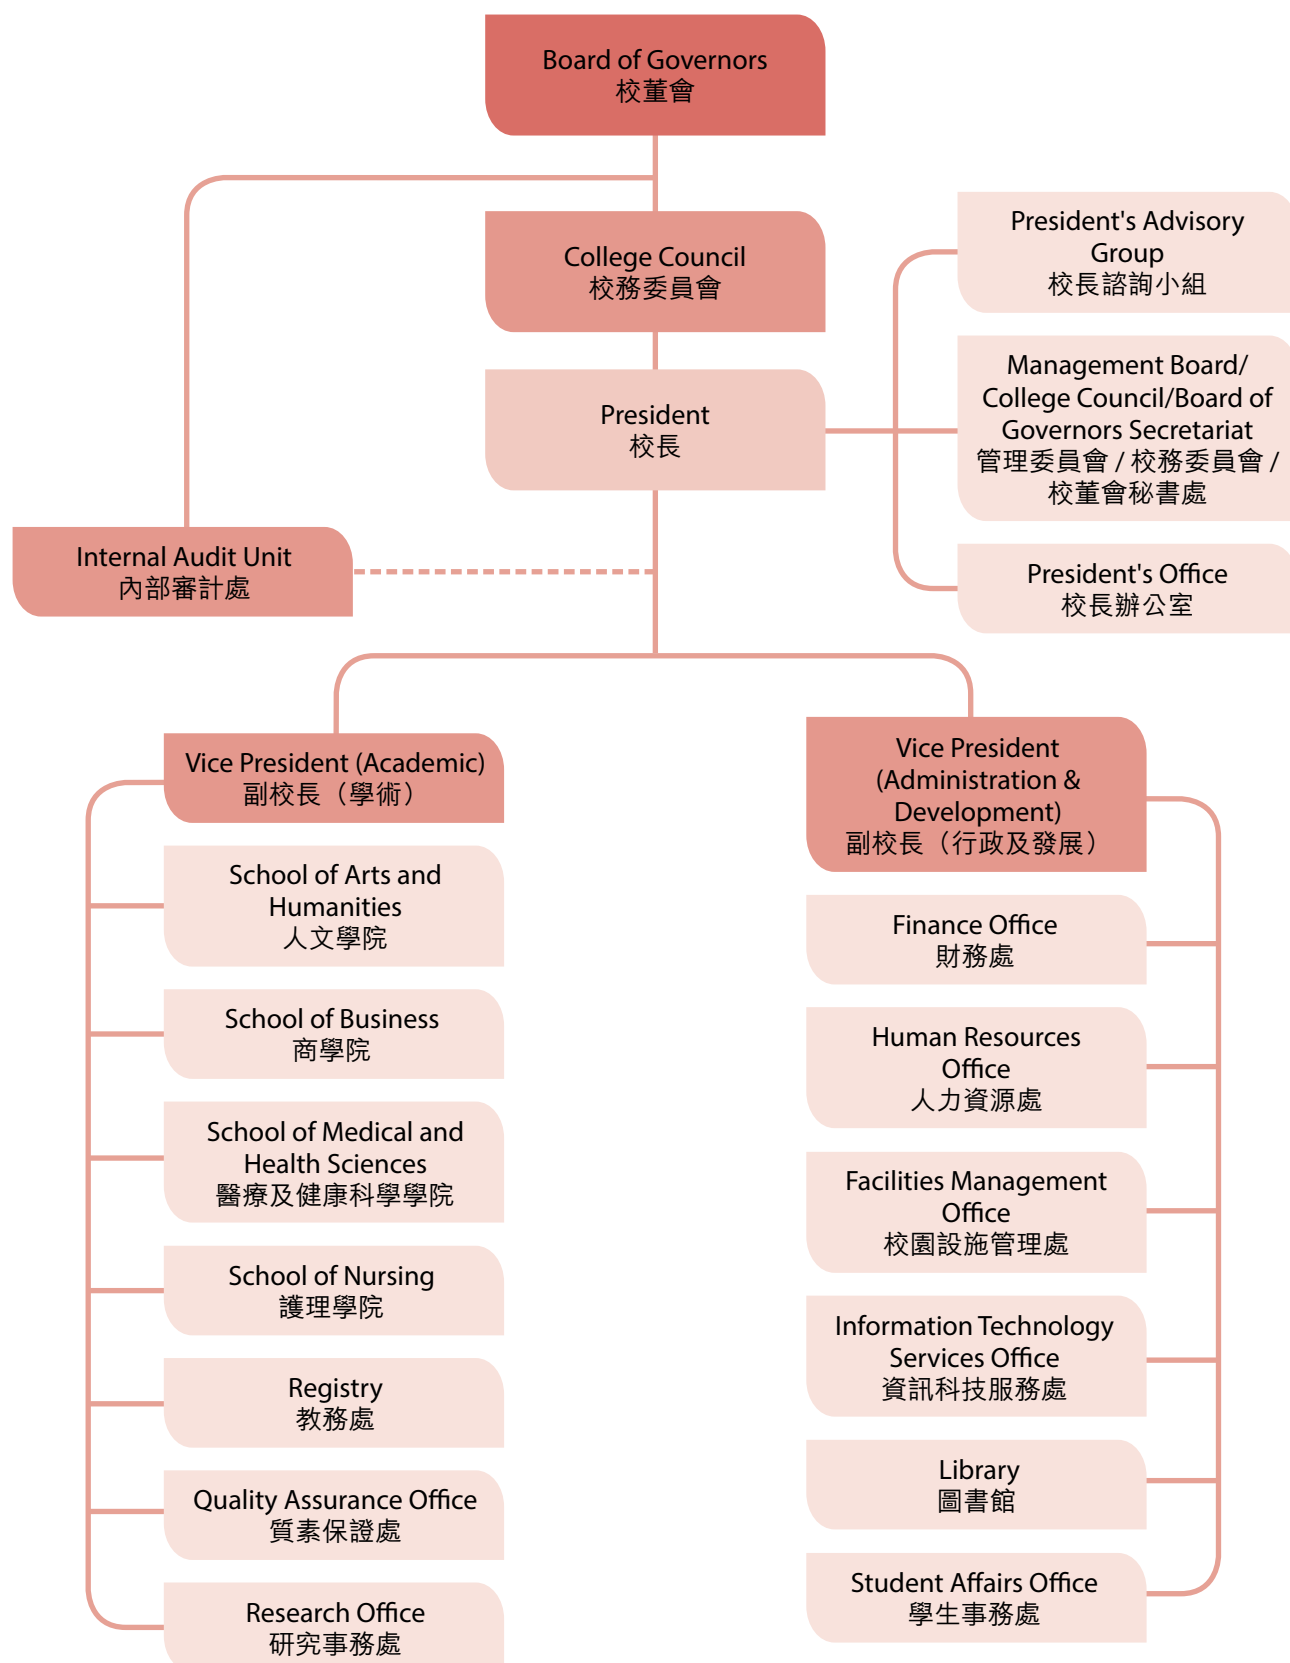 Board of Governors
校董會
College Council
校務委員會
President's Advisory
Group
校長諮詢小組
Management Board/
College Council/Board of
Governors Secretariat
管理委員會 / 校務委員會 /
校董會秘書處
President
校長
Internal Audit Unit
內部審計處
President's Office
校長辦公室
Vice President (Academic)
副校長（學術）
School of Arts and
Humanities
人文學院
School of Business
商學院
School of Medical and
Health Sciences
醫療及健康科學學院
School of Nursing
護理學院
Registry
教務處
Quality Assurance Office
質素保證處
Research Office
研究事務處
Vice President
(Administration &
Development)
副校長（行政及發展）
Finance Office
財務處
Human Resources
Office
人力資源處
Facilities Management
Office
校園設施管理處
Information Technology
Services Office
資訊科技服務處
Library
圖書館
Student Affairs Office
學生事務處